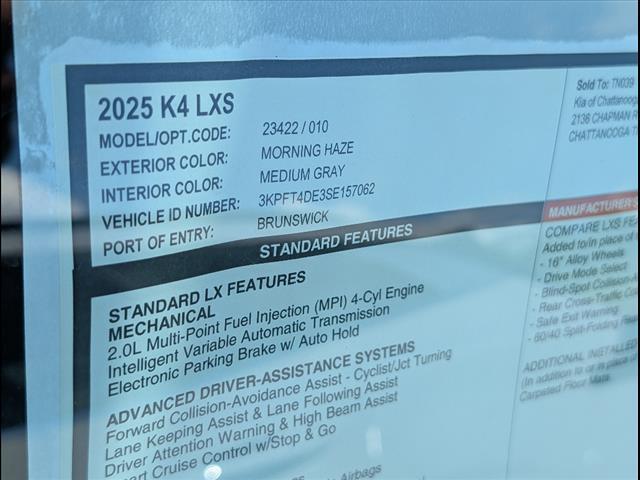 2025 K4 LXS
MODEL/OPT.CODE: 23422 / 010
EXTERIOR COLOR: MORNING HAZE
INTERIOR COLOR: MEDIUM GRAY
VEHICLE ID NUMBER: 3KPFT4DE3SE157062
PORT OF ENTRY: BRUNSWICK
Sold To: TN039
Kia of Chattanoog
2136 CHAPMAN R
CHATTANOOGA T
STANDARD FEATURES
STANDARD LX FEATURES
MECHANICAL
2.0L Multi-Point Fuel Injection (MPI) 4-Cyl Engine
Intelligent Variable Automatic Transmission
Electronic Parking Brake w/ Auto Hold
ADVANCED DRIVER-ASSISTANCE SYSTEMS
Forward Collision-Avoidance Assist - Cyclist/Jct Turning
Lane Keeping Assist & Lane Following Assist
Driver Attention Warning & High Beam Assist
art Cruise Control w/Stop & Go
Airbags
MANUFACTURER'S
COMPARE LXS FE
Added to/in place of
- 16" Alloy Wheels
- Drive Mode Select
- Blind-Spot Collision-
- Rear Cross-Traffic Co
- Safe Exit Warning
- 60/40 Split-Folding Rea
ADDITIONAL INSTALLED
(In addition to or in place o
Carpeted Floor Mats